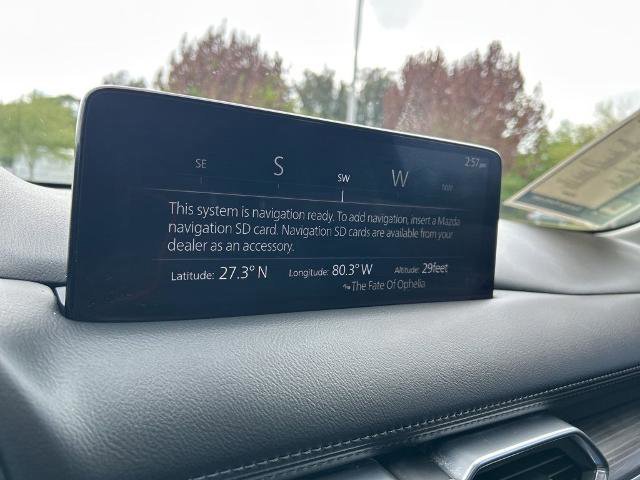 2:57 pm
SE S SW W NW
This system is navigation ready. To add navigation, insert a Mazda
navigation SD card. Navigation SD cards are available from your
dealer as an accessory.
Latitude: 27.3° N Longitude: 80.3° W Altitude: 29feet
The Fate Of Ophelia